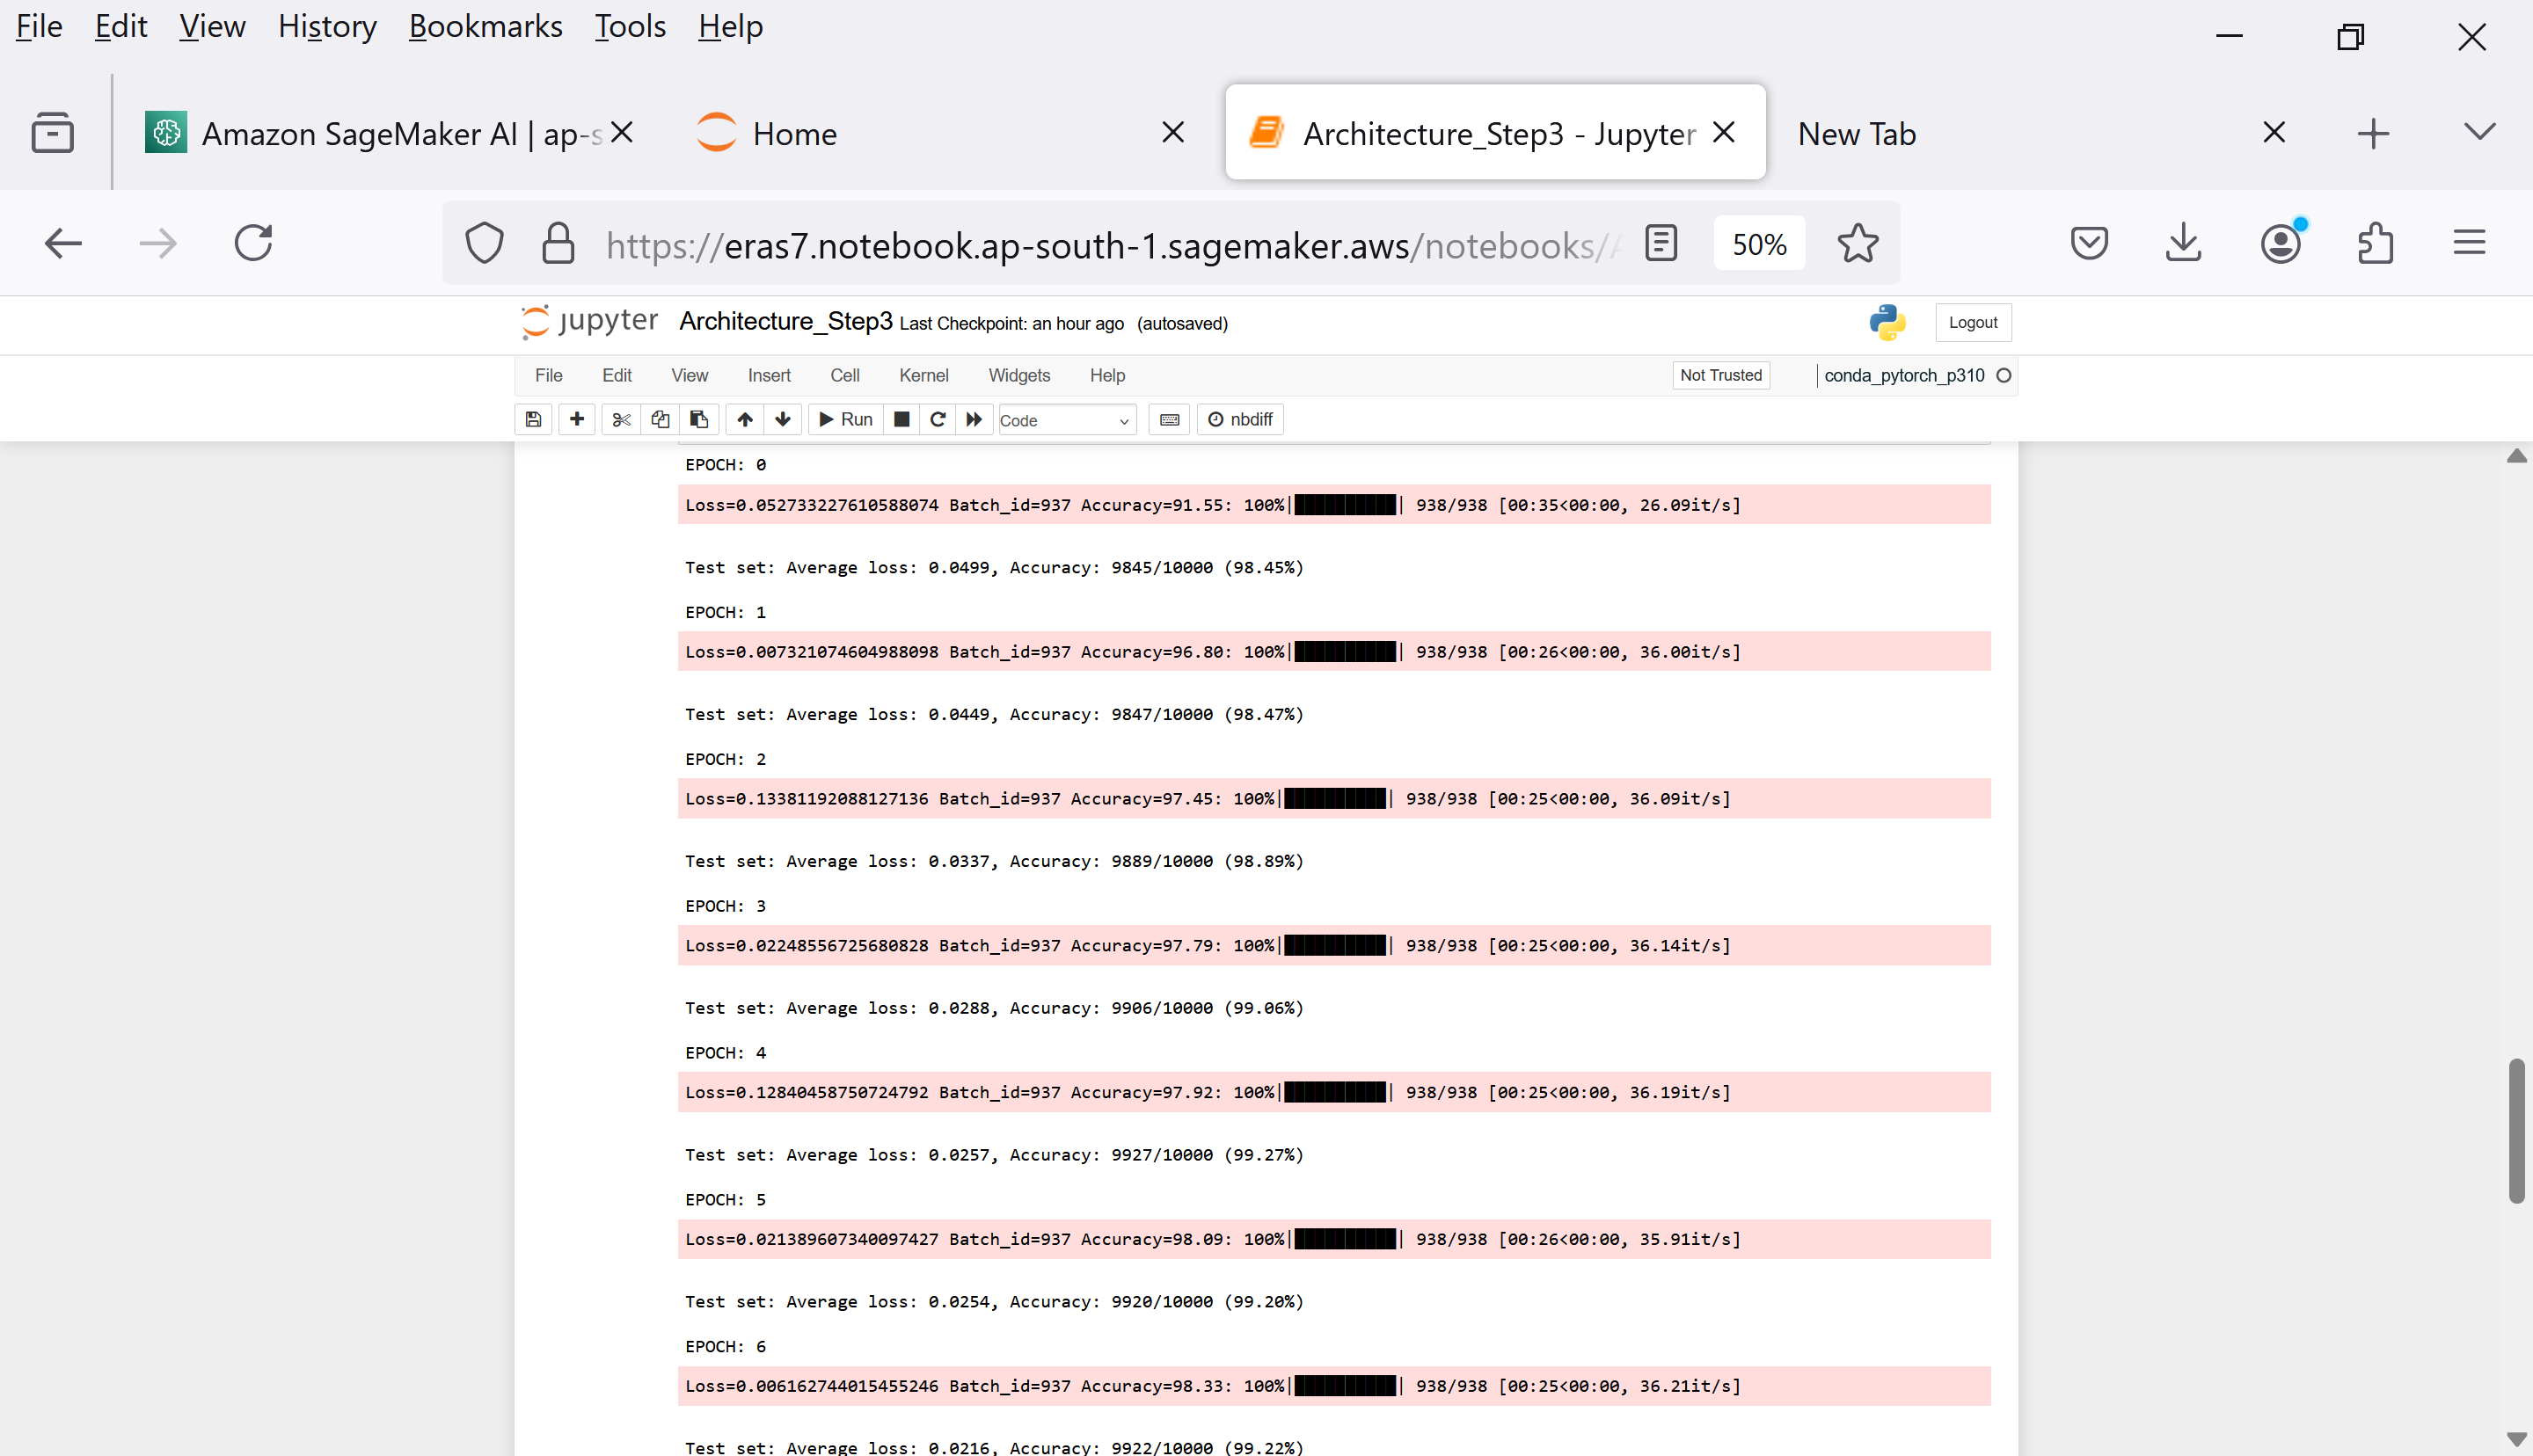 File Edit View History Bookmarks Tools Help
Amazon SageMaker AI | ap-s
Home
Architecture_Step3 - Jupyter
New Tab
https://eras7.notebook.ap-south-1.sagemaker.aws/notebooks/A
50%
jupyter Architecture_Step3 Last Checkpoint: an hour ago (autosaved)
Logout
File Edit View Insert Cell Kernel Widgets Help
Not Trusted
conda_pytorch_p310
Run
Code
nbdiff
EPOCH: 0
Loss=0.052733227610588074 Batch_id=937 Accuracy=91.55: 100%|██████████| 938/938 [00:35<00:00, 26.09it/s]
Test set: Average loss: 0.0499, Accuracy: 9845/10000 (98.45%)
EPOCH: 1
Loss=0.007321074604988098 Batch_id=937 Accuracy=96.80: 100%|██████████| 938/938 [00:26<00:00, 36.00it/s]
Test set: Average loss: 0.0449, Accuracy: 9847/10000 (98.47%)
EPOCH: 2
Loss=0.13381192088127136 Batch_id=937 Accuracy=97.45: 100%|██████████| 938/938 [00:25<00:00, 36.09it/s]
Test set: Average loss: 0.0337, Accuracy: 9889/10000 (98.89%)
EPOCH: 3
Loss=0.02248556725680828 Batch_id=937 Accuracy=97.79: 100%|██████████| 938/938 [00:25<00:00, 36.14it/s]
Test set: Average loss: 0.0288, Accuracy: 9906/10000 (99.06%)
EPOCH: 4
Loss=0.12840458750724792 Batch_id=937 Accuracy=97.92: 100%|██████████| 938/938 [00:25<00:00, 36.19it/s]
Test set: Average loss: 0.0257, Accuracy: 9927/10000 (99.27%)
EPOCH: 5
Loss=0.021389607340097427 Batch_id=937 Accuracy=98.09: 100%|██████████| 938/938 [00:26<00:00, 35.91it/s]
Test set: Average loss: 0.0254, Accuracy: 9920/10000 (99.20%)
EPOCH: 6
Loss=0.006162744015455246 Batch_id=937 Accuracy=98.33: 100%|██████████| 938/938 [00:25<00:00, 36.21it/s]
Test set: Average loss: 0.0216, Accuracy: 9922/10000 (99.22%)